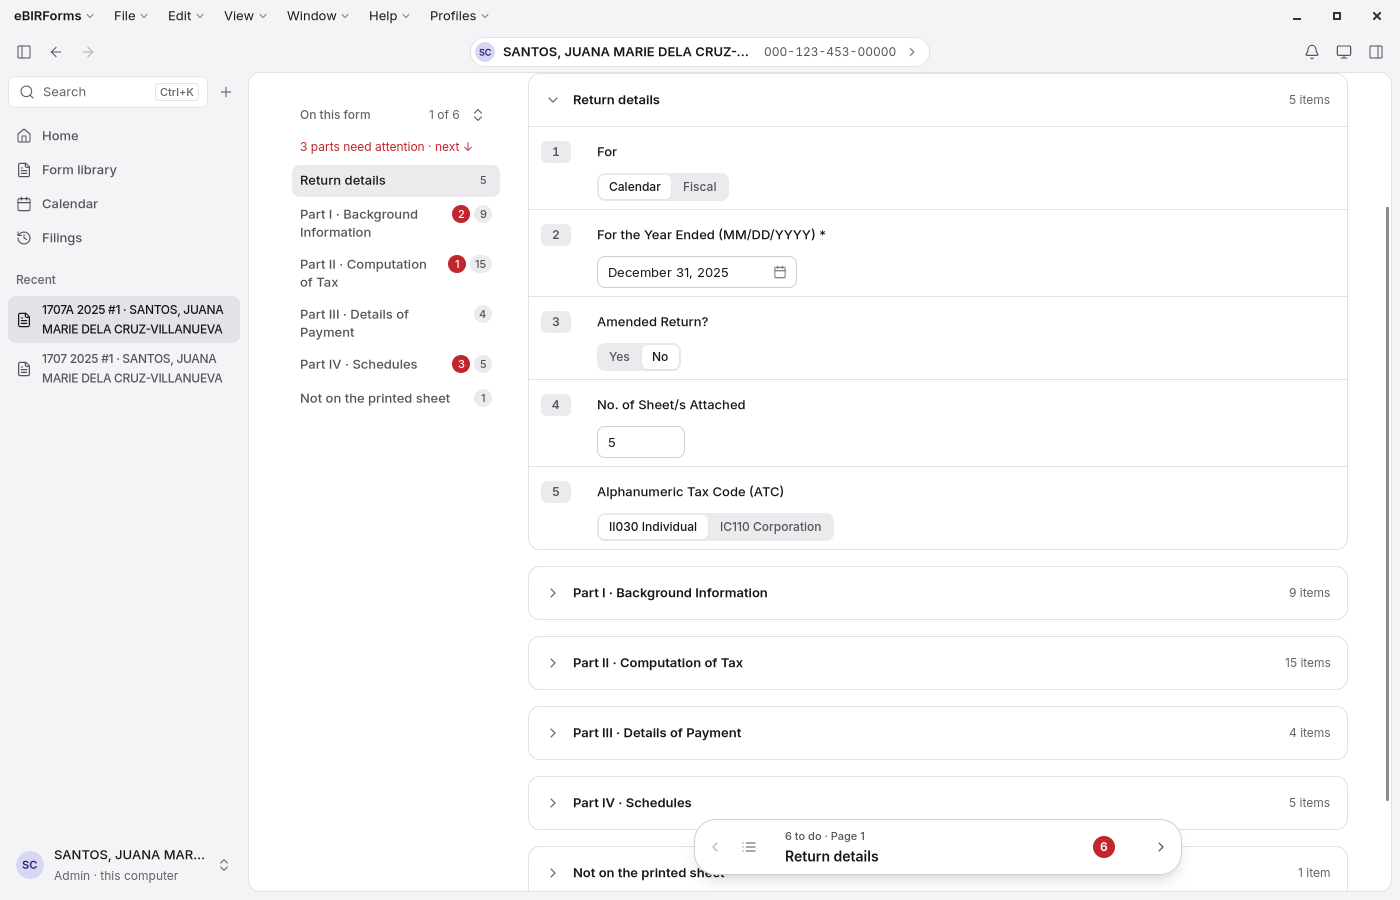 eBIRForms File Edit View Window Help Profiles
SC SANTOS, JUANA MARIE DELA CRUZ-... 000-123-453-00000
Search Ctrl+K
Home
Form library
Calendar
Filings
Recent
1707A 2025 #1 · SANTOS, JUANA
MARIE DELA CRUZ-VILLANUEVA
1707 2025 #1 · SANTOS, JUANA
MARIE DELA CRUZ-VILLANUEVA
SC SANTOS, JUANA MAR...
Admin · this computer
On this form 1 of 6
3 parts need attention · next ↓
Return details 5
Part I · Background 2 9
Information
Part II · Computation 1 15
of Tax
Part III · Details of 4
Payment
Part IV · Schedules 3 5
Not on the printed sheet 1
Return details 5 items
1 For
Calendar Fiscal
2 For the Year Ended (MM/DD/YYYY) *
December 31, 2025
3 Amended Return?
Yes No
4 No. of Sheet/s Attached
5
5 Alphanumeric Tax Code (ATC)
II030 Individual IC110 Corporation
Part I · Background Information 9 items
Part II · Computation of Tax 15 items
Part III · Details of Payment 4 items
Part IV · Schedules 5 items
Not on the printed sheet 1 item
6 to do · Page 1
Return details 6